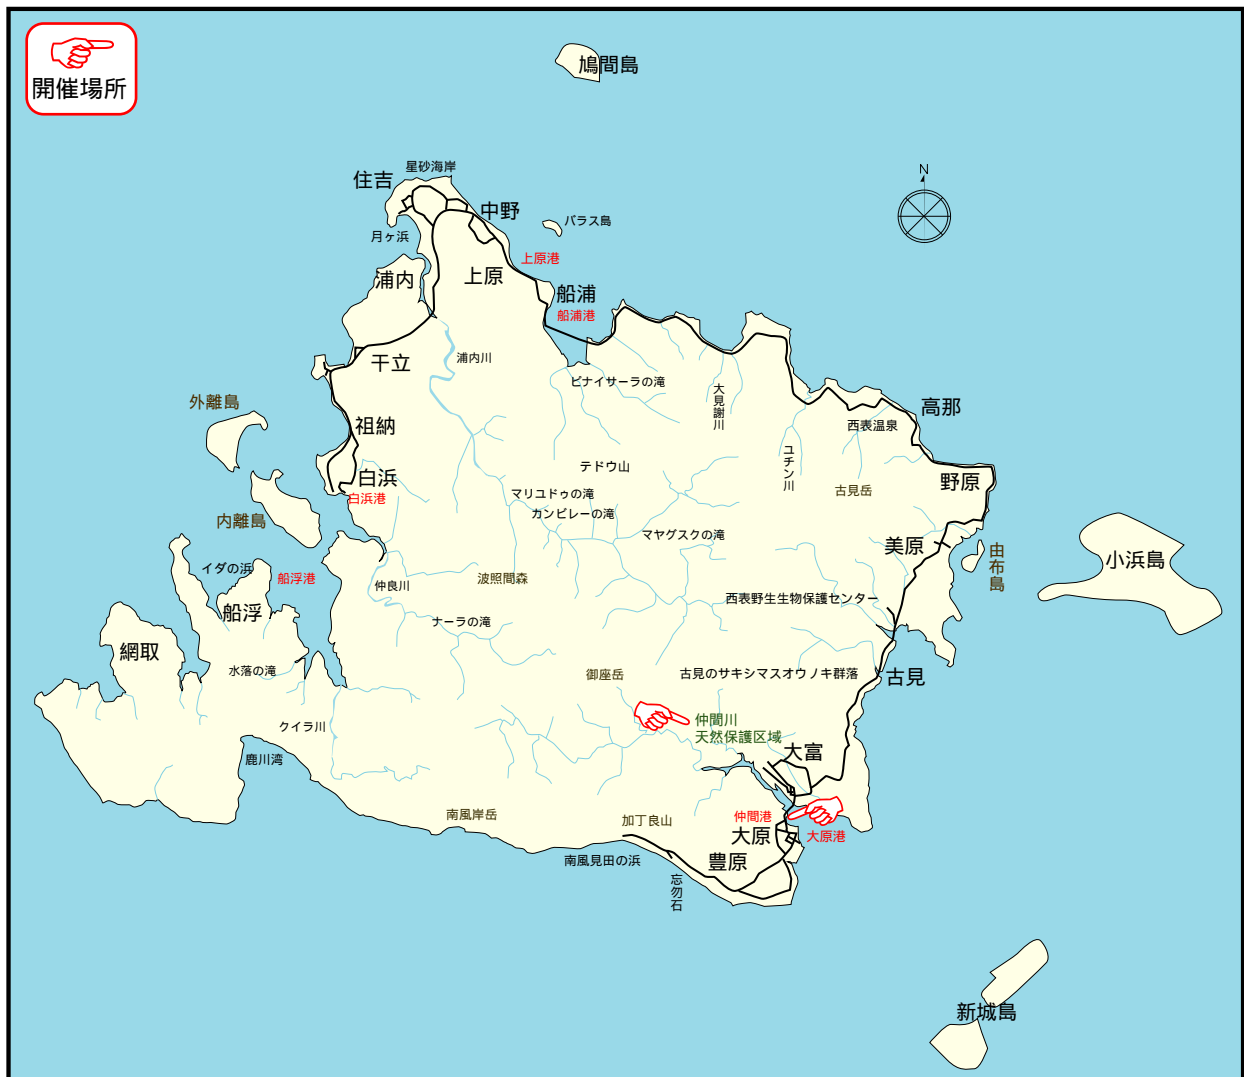 開催場所
鳩間島
星砂海岸
住吉
N
中野
バラス島
月ヶ浜
上原港
浦内
上原
船浦
船浦港
浦内川
干立
ピナイサーラの滝
大見謝川
外離島
高那
祖納
西表温泉
ユチン川
テドウ山
白浜
野原
古見岳
白浜港
マリユドゥの滝
カンビレーの滝
内離島
マヤグスクの滝
美原
由布島
小浜島
イダの浜
船浮港
波照間森
仲良川
西表野生生物保護センター
船浮
ナーラの滝
網取
水落の滝
御座岳
古見のサキシマスオウノキ群落
古見
仲間川
天然保護区域
クイラ川
大富
鹿川湾
南風岸岳
加丁良山
仲間港
大原
大原港
南風見田の浜
豊原
忘勿石
新城島